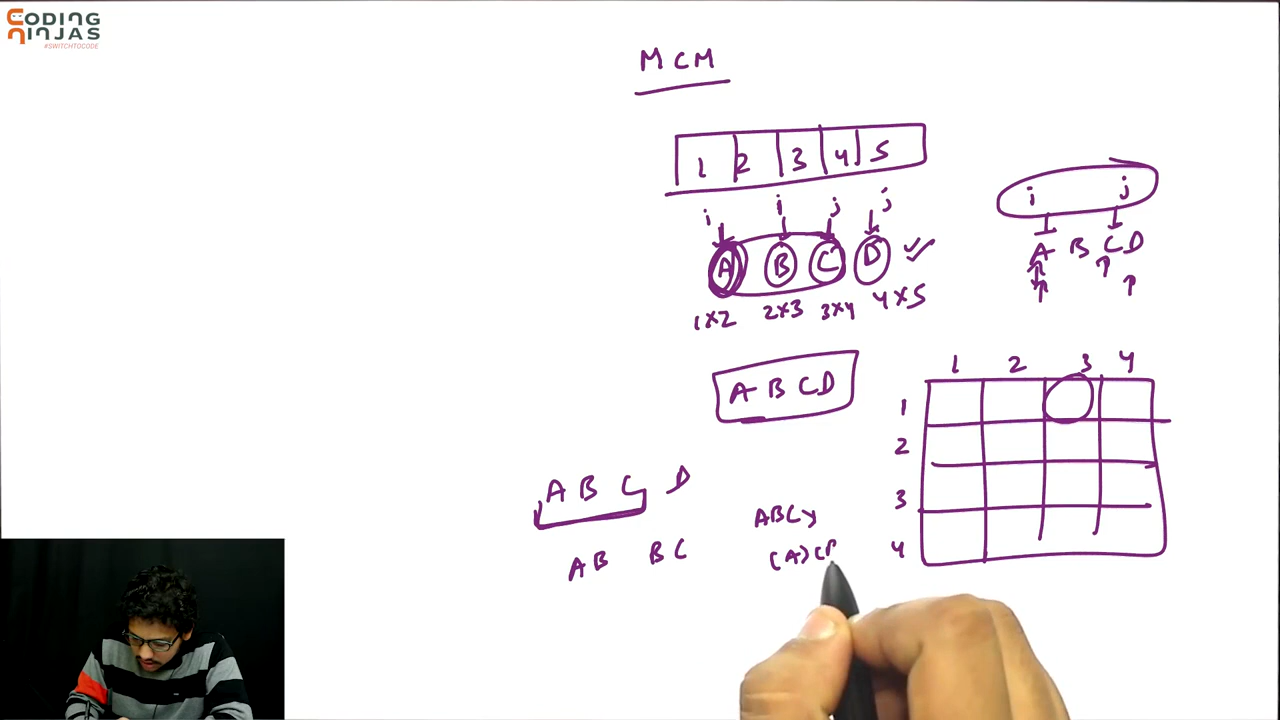 CODING
NINJAS
#SWITCHTOCODE
MCM
1 2 3 4 5
i i j j
A B C D
1x2 2x3 3x4 4x5
i j
A B C D
A B C D
1 2 3 4
1
2
3
4
A B C D
AB BC
ABC
(A)